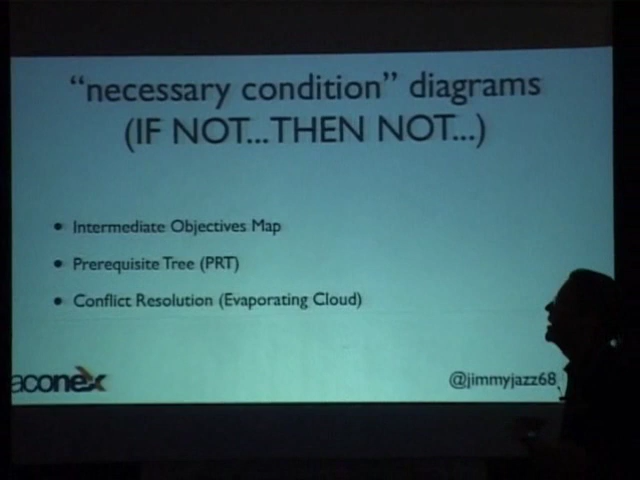 “necessary condition” diagrams
(IF NOT...THEN NOT...)
• Intermediate Objectives Map
• Prerequisite Tree (PRT)
• Conflict Resolution (Evaporating Cloud)
aconex
@jimmyjazz68